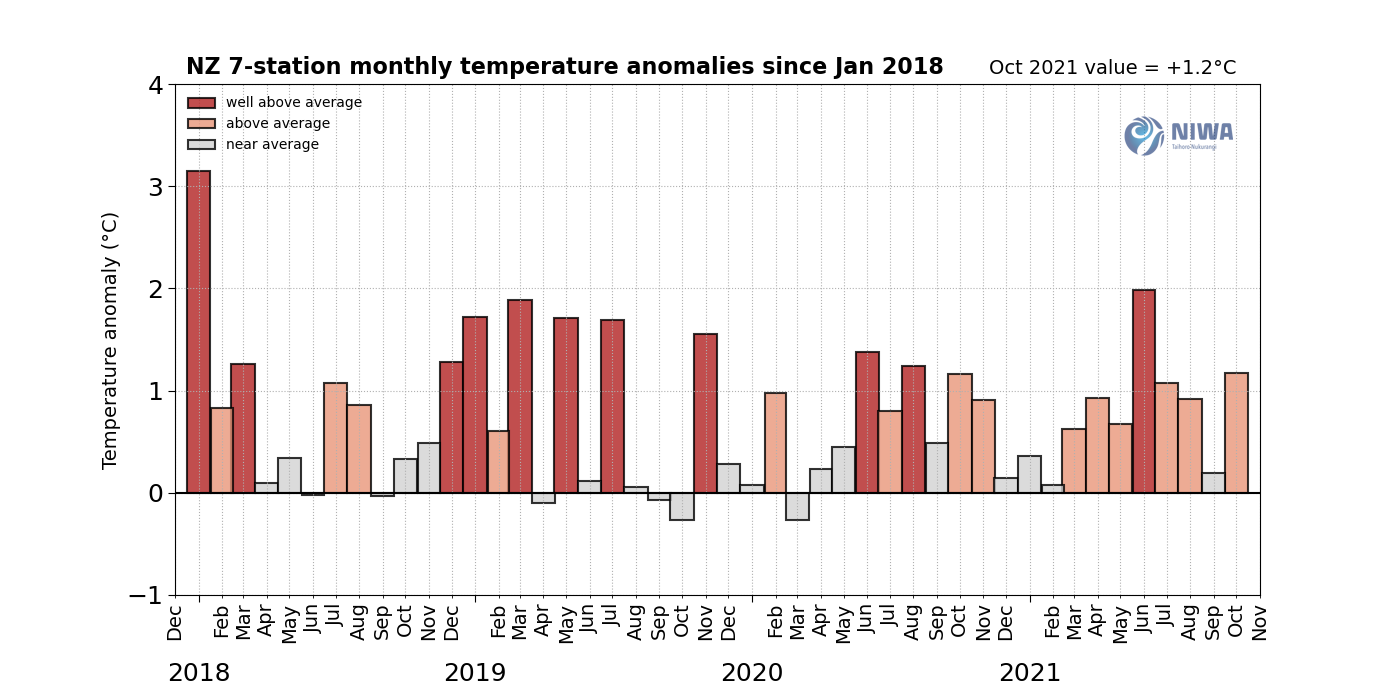 NZ 7-station monthly temperature anomalies since Jan 2018
Oct 2021 value = +1.2°C
well above average
above average
near average
NIWA
Taihoro Nukurangi
Temperature anomaly (°C)
4
3
2
1
0
−1
Dec Feb Mar Apr May Jun Jul Aug Sep Oct Nov Dec Feb Mar Apr May Jun Jul Aug Sep Oct Nov Dec Feb Mar Apr May Jun Jul Aug Sep Oct Nov Dec Feb Mar Apr May Jun Jul Aug Sep Oct Nov
2018 2019 2020 2021